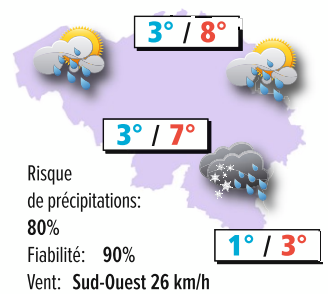 3° / 8°
3° / 7°
Risque
de précipitations:
80%
Fiabilité: 90%
1° / 3°
Vent: Sud-Ouest 26 km/h